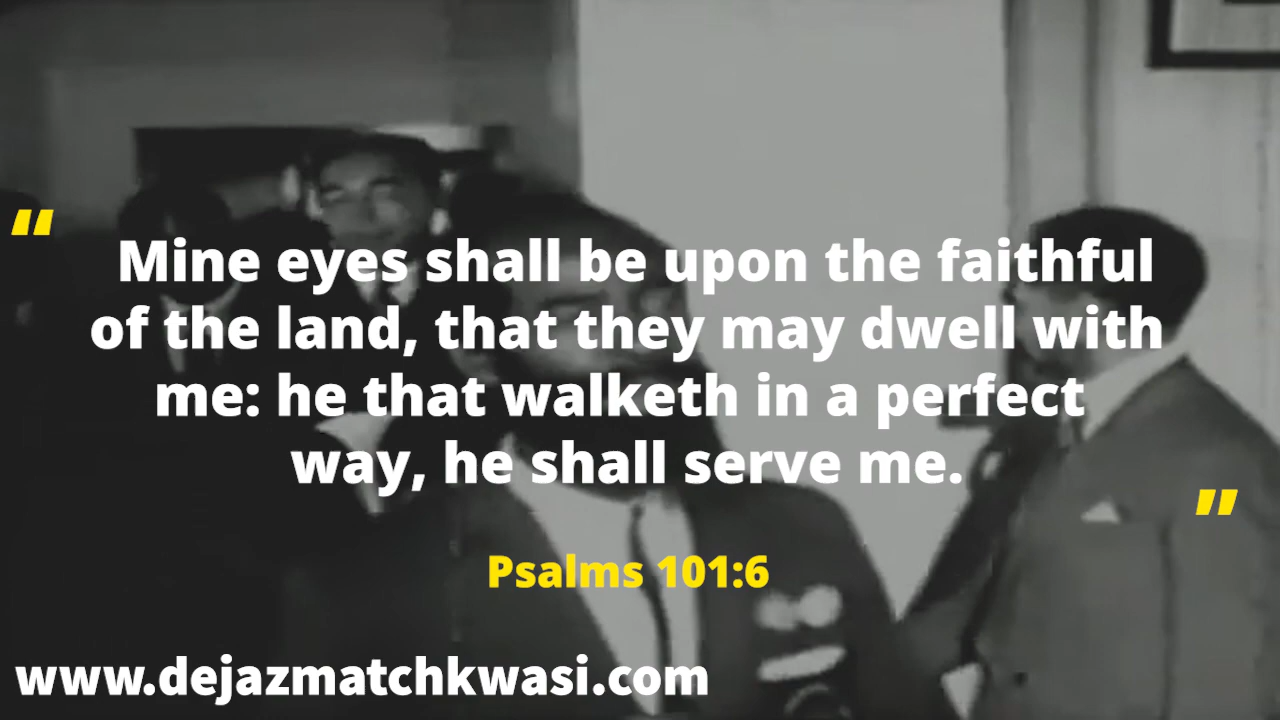 “
Mine eyes shall be upon the faithful
of the land, that they may dwell with
me: he that walketh in a perfect
way, he shall serve me.
”
Psalms 101:6
www.dejazmatchkwasi.com